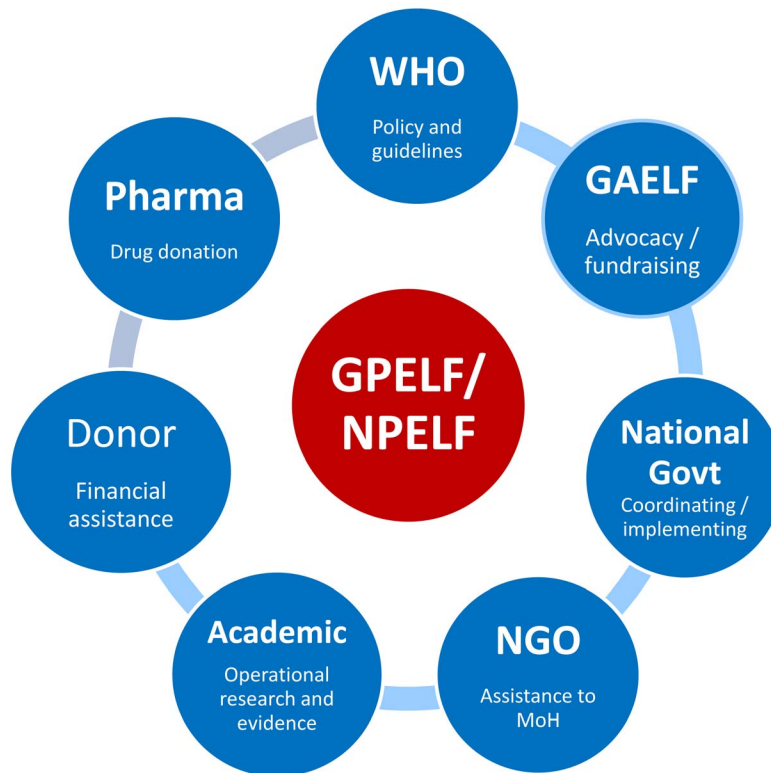 WHO
Policy and
guidelines
GAELF
Advocacy /
fundraising
National
Govt
Coordinating /
implementing
NGO
Assistance to
MoH
Academic
Operational
research and
evidence
Donor
Financial
assistance
Pharma
Drug donation
GPELF/
NPELF